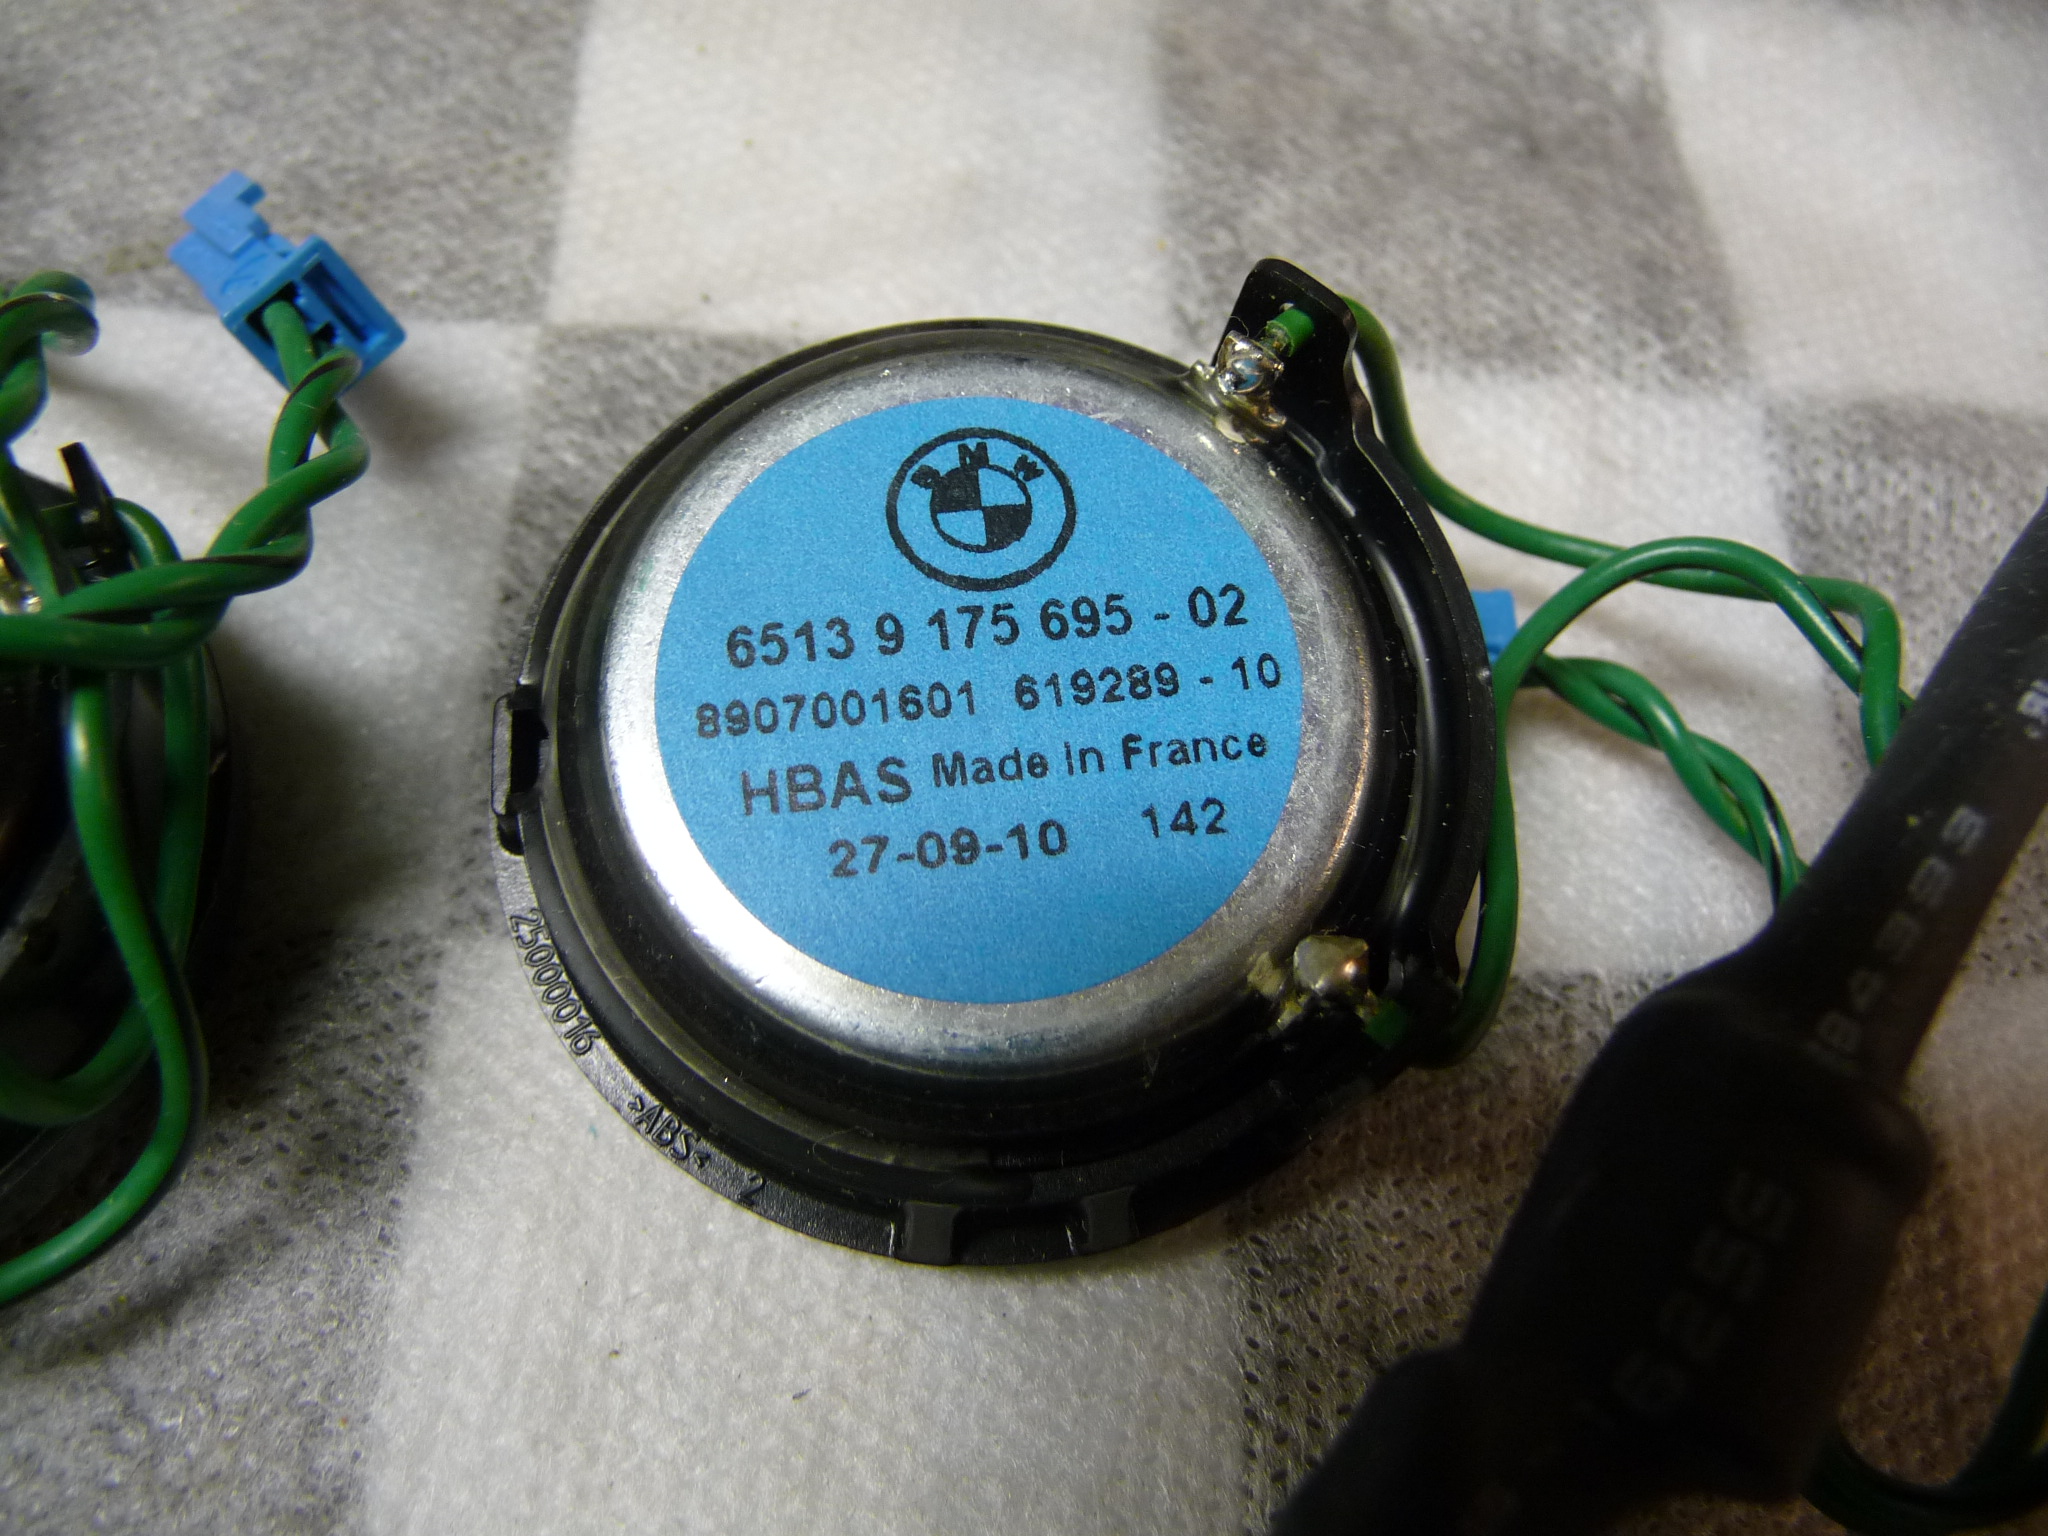 BMW
6513 9 175 695 - 02
8907001601 619289 - 10
HBAS Made in France
27-09-10 142
25000016
>ABS<
2